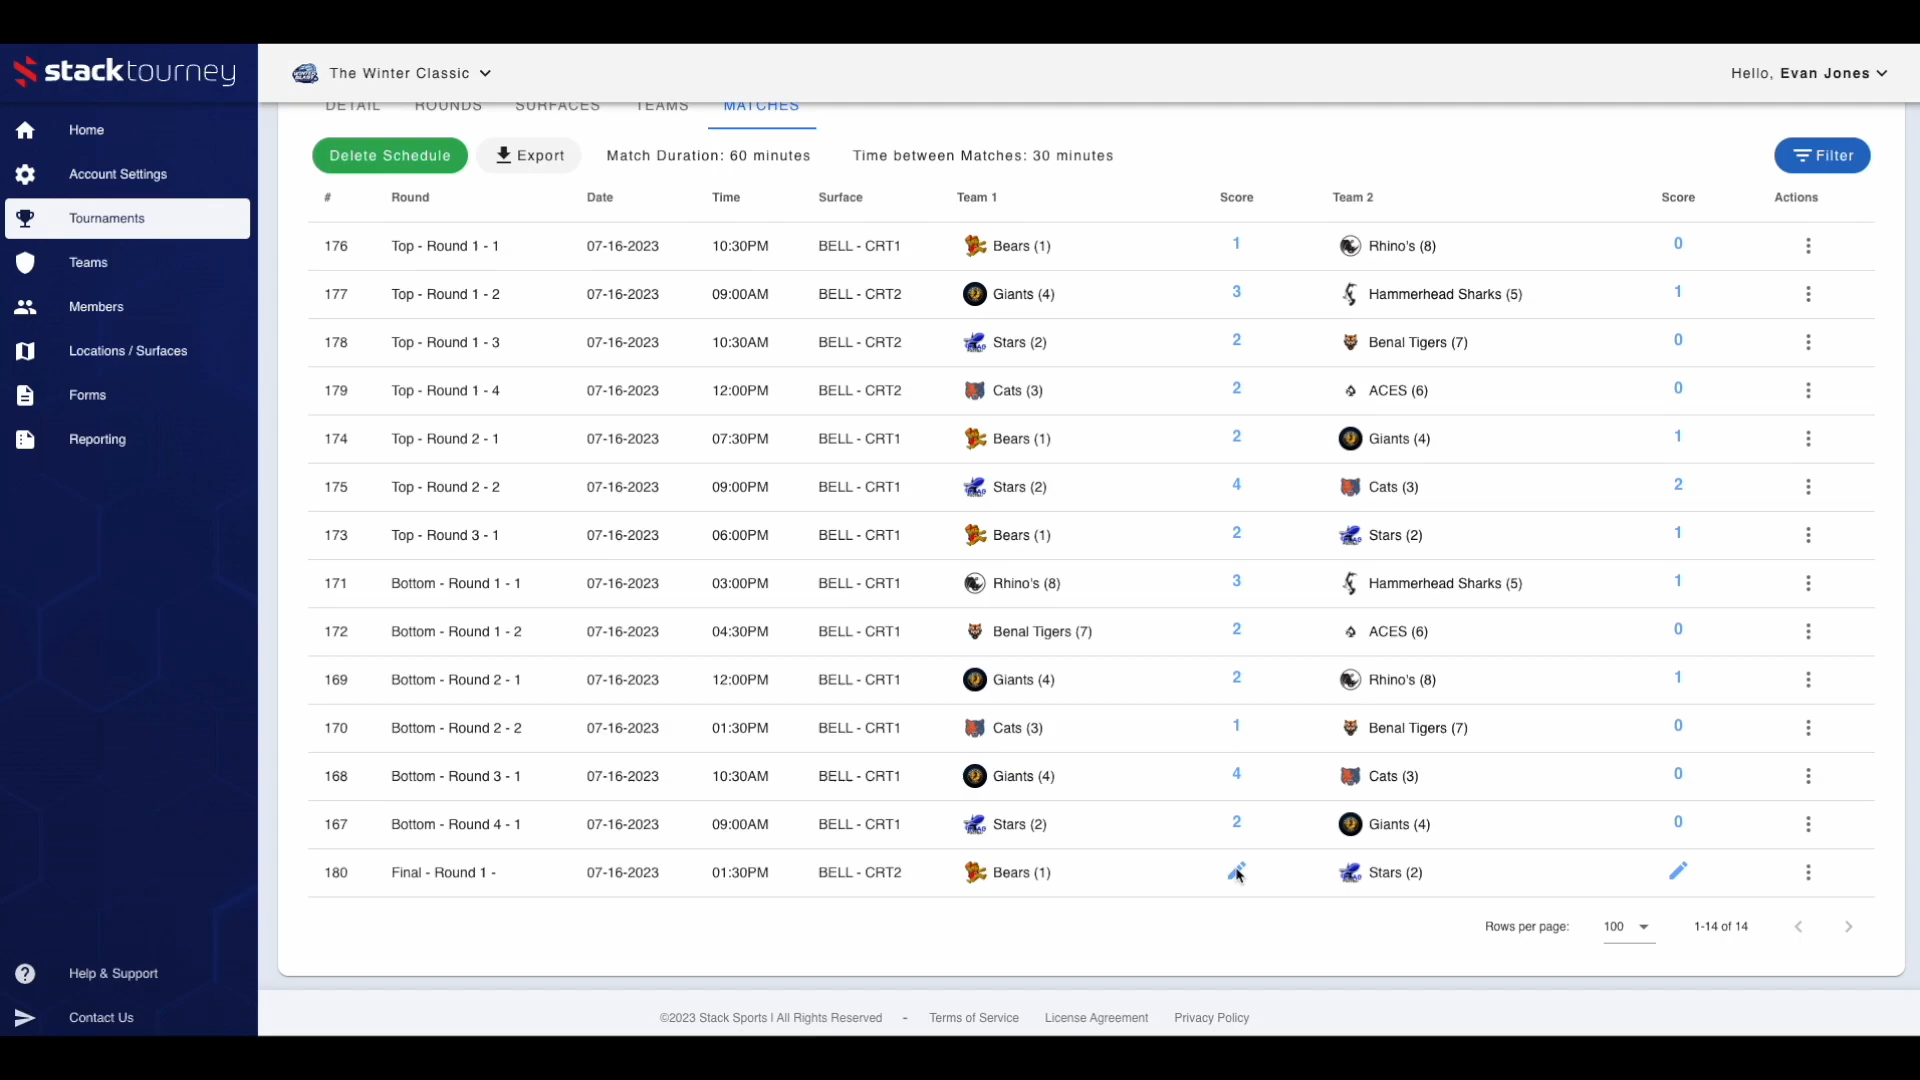 stacktourney
The Winter Classic
Hello, Evan Jones
Home
Account Settings
Tournaments
Teams
Members
Locations / Surfaces
Forms
Reporting
Help & Support
Contact Us
DETAIL ROUNDS SURFACES TEAMS MATCHES
Delete Schedule Export Match Duration: 60 minutes Time between Matches: 30 minutes Filter
# Round Date Time Surface Team 1 Score Team 2 Score Actions
176 Top - Round 1 - 1 07-16-2023 10:30PM BELL - CRT1 Bears (1) 1 Rhino's (8) 0
177 Top - Round 1 - 2 07-16-2023 09:00AM BELL - CRT2 Giants (4) 3 Hammerhead Sharks (5) 1
178 Top - Round 1 - 3 07-16-2023 10:30AM BELL - CRT2 Stars (2) 2 Benal Tigers (7) 0
179 Top - Round 1 - 4 07-16-2023 12:00PM BELL - CRT2 Cats (3) 2 ACES (6) 0
174 Top - Round 2 - 1 07-16-2023 07:30PM BELL - CRT1 Bears (1) 2 Giants (4) 1
175 Top - Round 2 - 2 07-16-2023 09:00PM BELL - CRT1 Stars (2) 4 Cats (3) 2
173 Top - Round 3 - 1 07-16-2023 06:00PM BELL - CRT1 Bears (1) 2 Stars (2) 1
171 Bottom - Round 1 - 1 07-16-2023 03:00PM BELL - CRT1 Rhino's (8) 3 Hammerhead Sharks (5) 1
172 Bottom - Round 1 - 2 07-16-2023 04:30PM BELL - CRT1 Benal Tigers (7) 2 ACES (6) 0
169 Bottom - Round 2 - 1 07-16-2023 12:00PM BELL - CRT1 Giants (4) 2 Rhino's (8) 1
170 Bottom - Round 2 - 2 07-16-2023 01:30PM BELL - CRT1 Cats (3) 1 Benal Tigers (7) 0
168 Bottom - Round 3 - 1 07-16-2023 10:30AM BELL - CRT1 Giants (4) 4 Cats (3) 0
167 Bottom - Round 4 - 1 07-16-2023 09:00AM BELL - CRT1 Stars (2) 2 Giants (4) 0
180 Final - Round 1 - 07-16-2023 01:30PM BELL - CRT2 Bears (1) Stars (2)
Rows per page: 100 1-14 of 14
©2023 Stack Sports | All Rights Reserved - Terms of Service License Agreement Privacy Policy